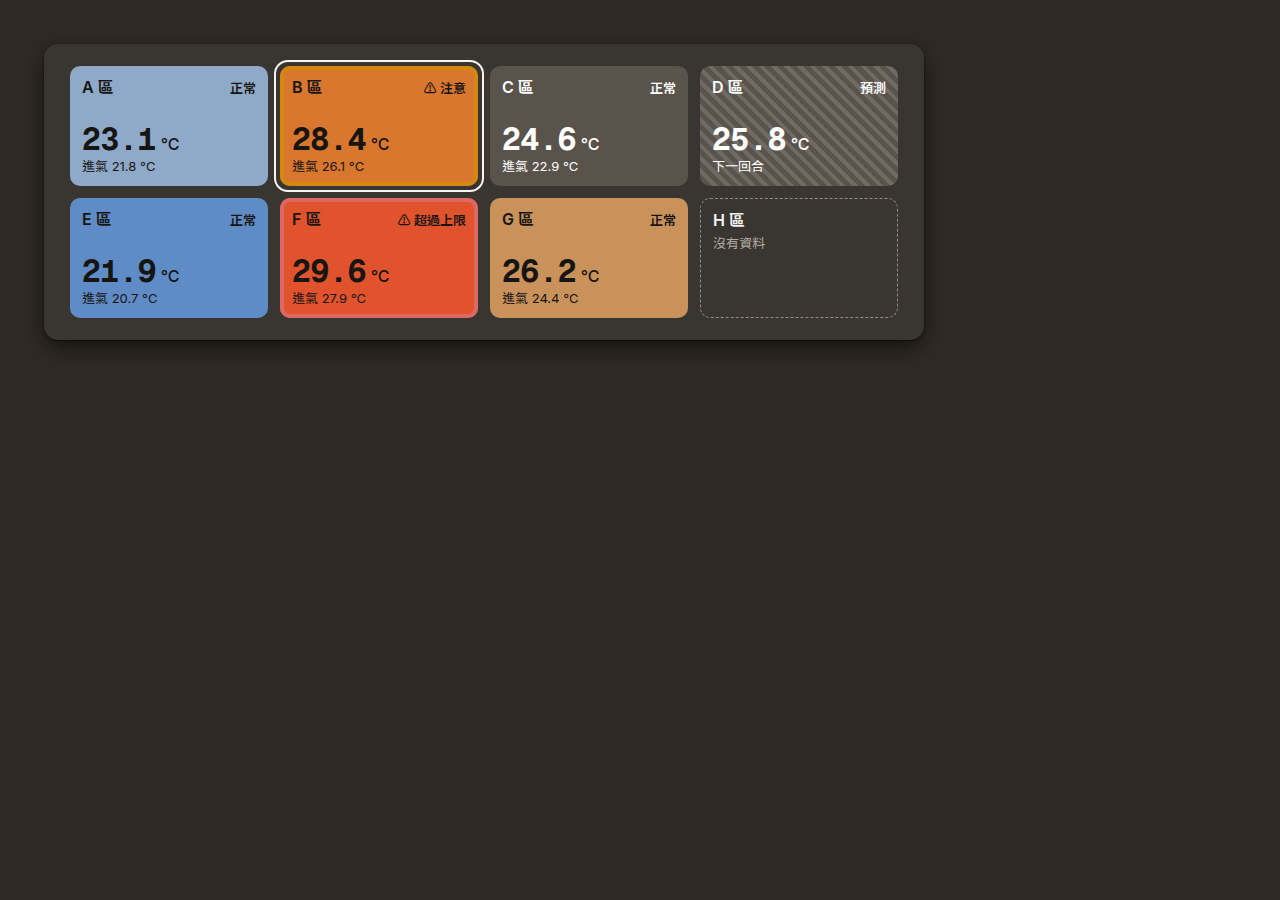 A 區 正常
23.1 °C
進氣 21.8 °C
B 區 ⚠ 注意
28.4 °C
進氣 26.1 °C
C 區 正常
24.6 °C
進氣 22.9 °C
D 區 預測
25.8 °C
下一回合
E 區 正常
21.9 °C
進氣 20.7 °C
F 區 ⚠ 超過上限
29.6 °C
進氣 27.9 °C
G 區 正常
26.2 °C
進氣 24.4 °C
H 區
沒有資料